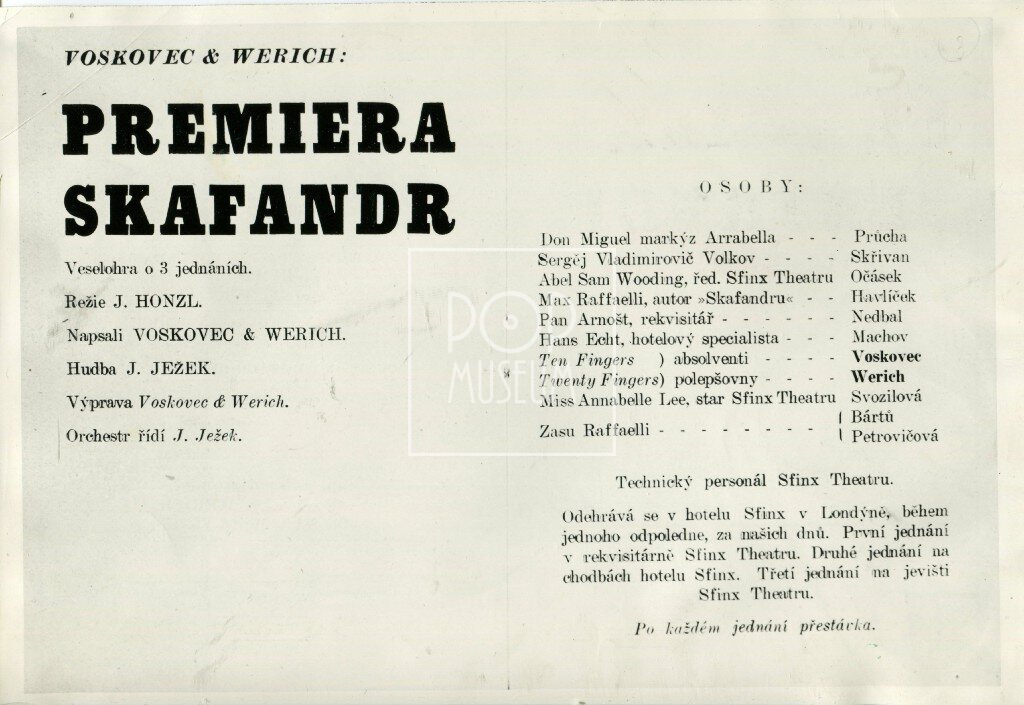 VOSKOVEC & WERICH:
PREMIERA
SKAFANDR
Veselohra o 3 jednáních.
Režie J. HONZL.
Napsali VOSKOVEC & WERICH.
Hudba J. JEŽEK.
Výprava Voskovec & Werich.
Orchestr řídí J. Ježek.
OSOBY:
Don Miguel markýz Arrabella - - - Průcha
Sergěj Vladimirovič Volkov - - - - Skřivan
Abel Sam Wooding, řed. Sfinx Theatru Očásek
Max Raffaelli, autor »Skafandru« - - Havlíček
Pan Arnošt, rekvisitář - - - - - - Nedbal
Hans Echt, hotelový specialista - - - Machov
Ten Fingers ) absolventi - - - - Voskovec
Twenty Fingers) polepšovny - - - - Werich
Miss Annabelle Lee, star Sfinx Theatru Svozilová
Zasu Raffaelli - - - - - - - - ( Bártů
( Petrovičová
Technický personál Sfinx Theatru.
Odehrává se v hotelu Sfinx v Londýně, během
jednoho odpoledne, za našich dnů. První jednání
v rekvisitárně Sfinx Theatru. Druhé jednání na
chodbách hotelu Sfinx. Třetí jednání na jevišti
Sfinx Theatru.
Po každém jednání přestávka.
POP
MUSEUM